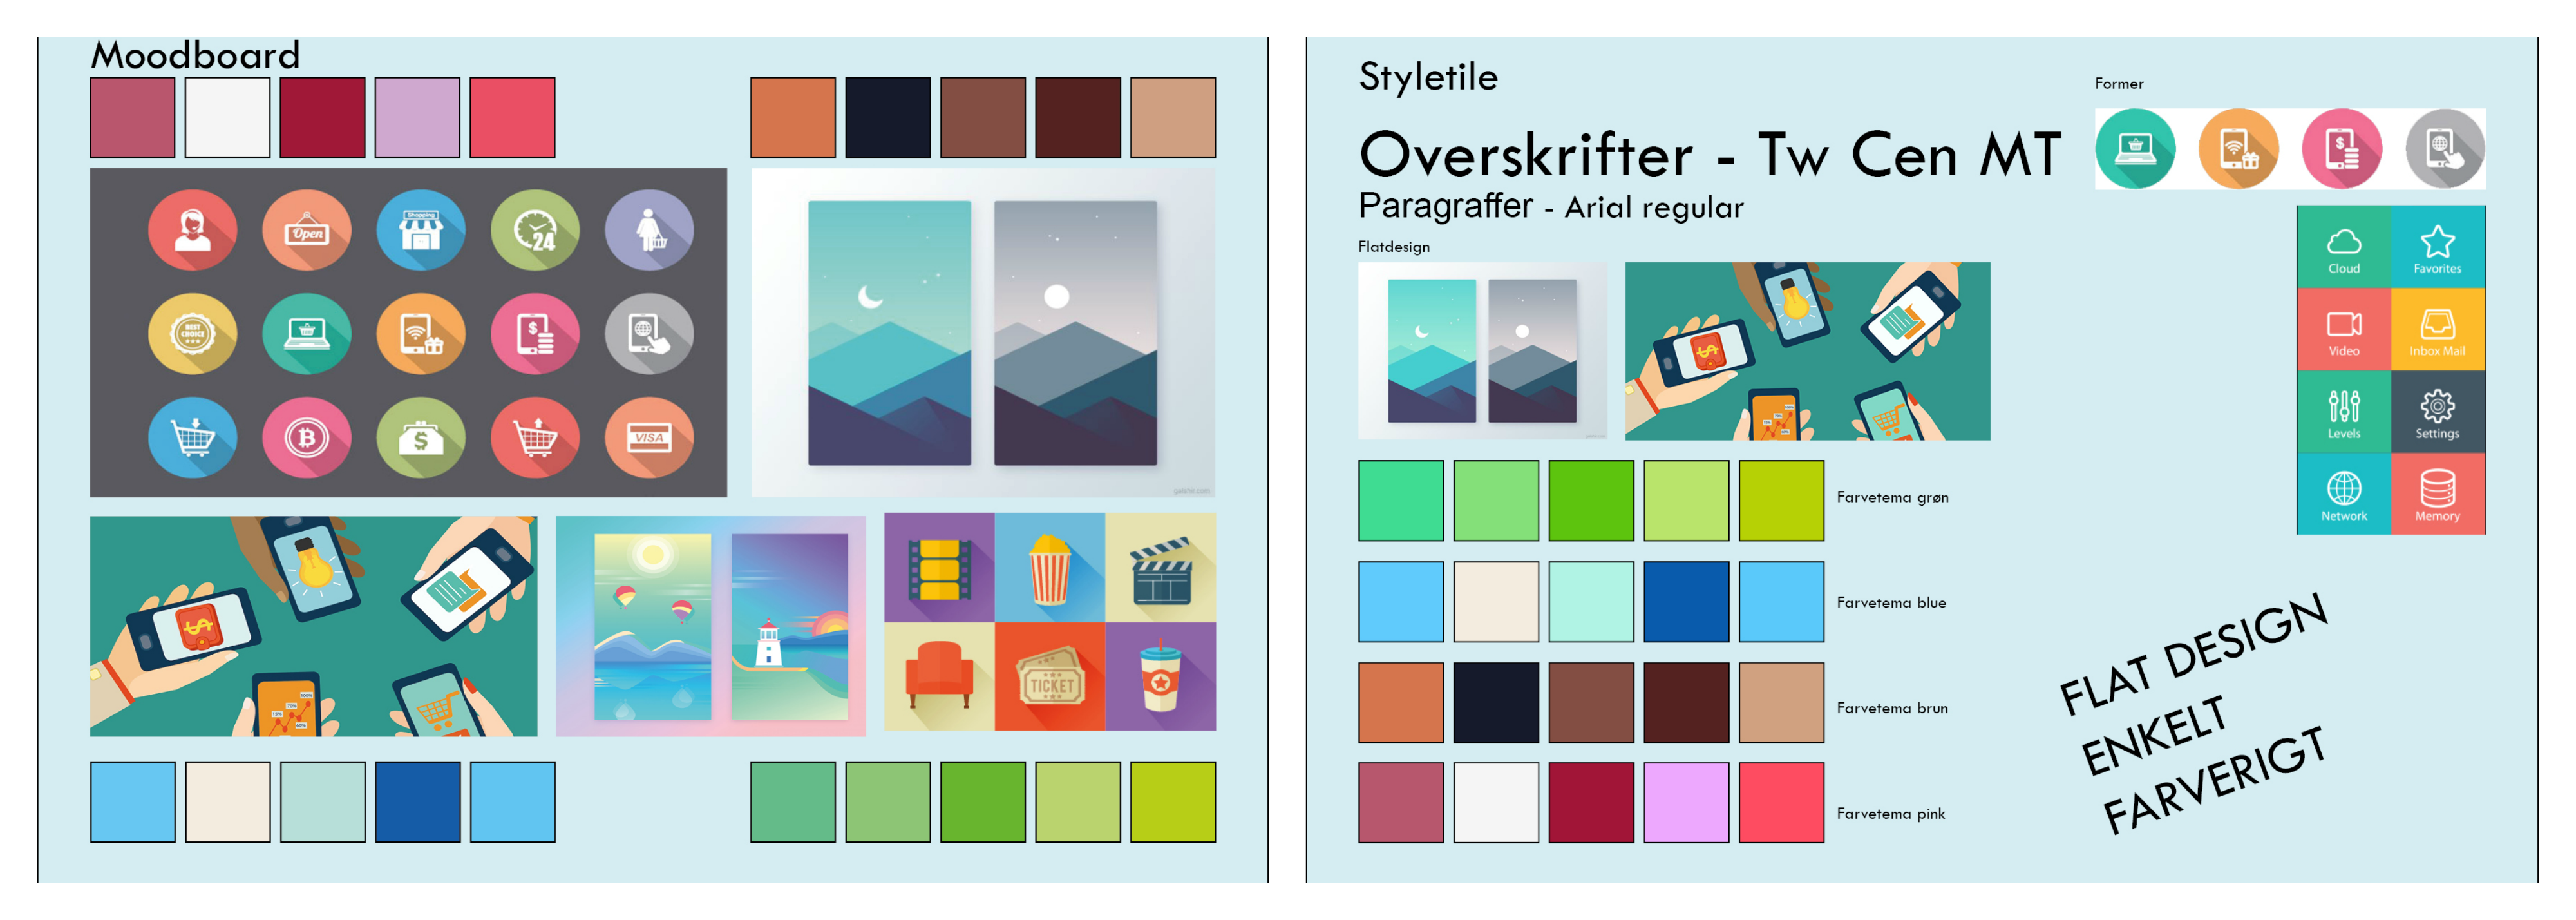 Moodboard
Shopping
Open
24
BEST
CHOICE
$
B
$
VISA
$
100%
TICKET
Styletile
Overskrifter - Tw Cen MT
Paragraffer - Arial regular
Flatdesign
$
Former
$
Cloud
Favorites
Video
Inbox Mail
Levels
Settings
Network
Memory
Farvetema grøn
Farvetema blue
Farvetema brun
Farvetema pink
FLAT DESIGN
ENKELT
FARVERIGT